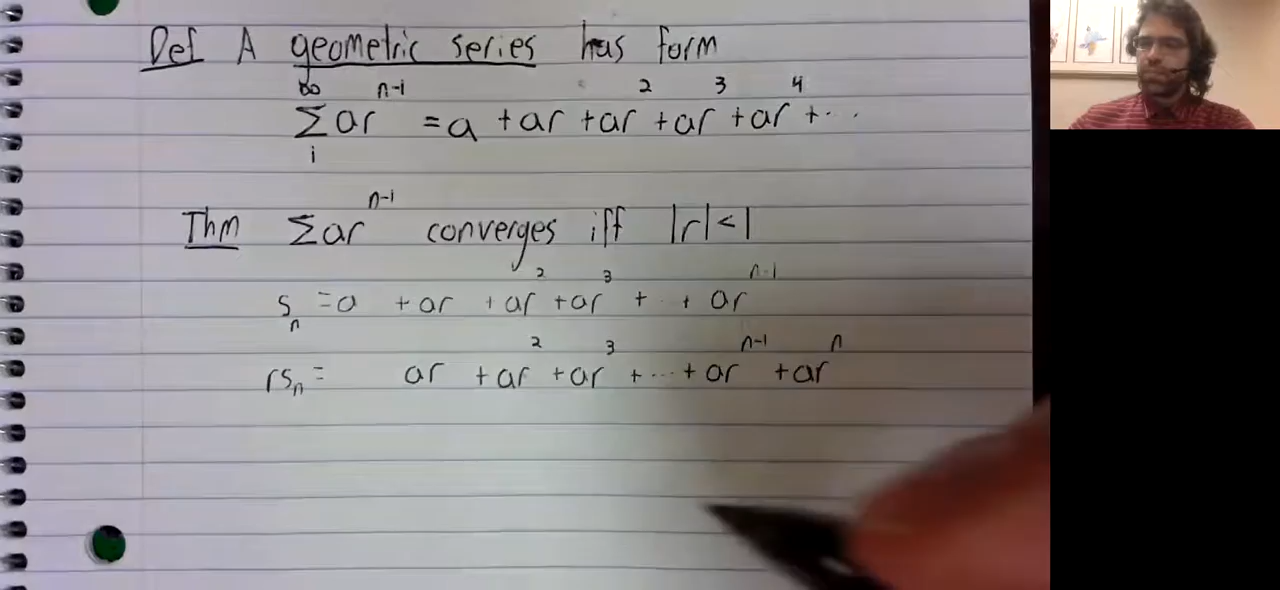 Def A geometric series has form
∞
∑ ar^{n-1} = a + ar + ar^2 + ar^3 + ar^4 + ...
1
Thm ∑ar^{n-1} converges iff |r|<1
s_n = a + ar + ar^2 + ar^3 + ... + ar^{n-1}
rs_n = ar + ar^2 + ar^3 + ... + ar^{n-1} + ar^n